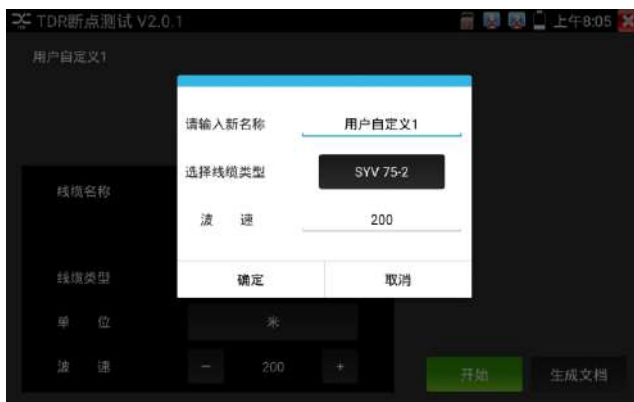 TDR断点测试 V2.0.1
上午8:05
用户自定义1
请输入新名称 用户自定义1
选择线缆类型 SYV 75-2
波 速 200
确定 取消
线缆名称
线缆类型
单 位 米
波 速 － 200 +
开始 生成文档